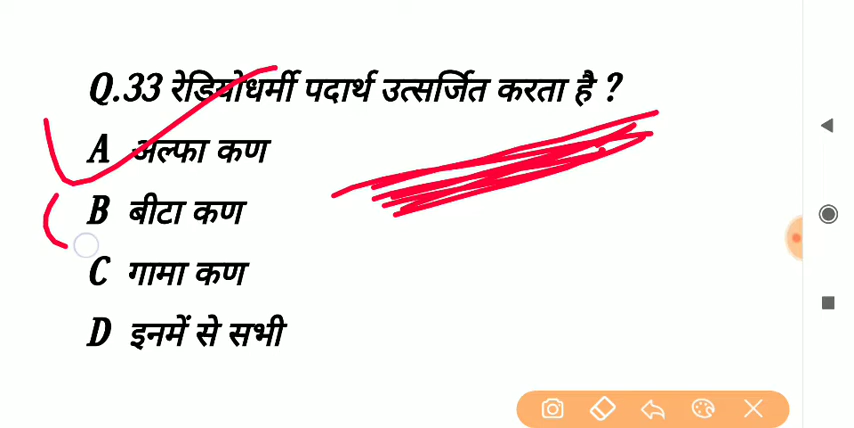 Q.33 रेडियोधर्मी पदार्थ उत्सर्जित करता है ?
A अल्फा कण
B बीटा कण
C गामा कण
D इनमें से सभी